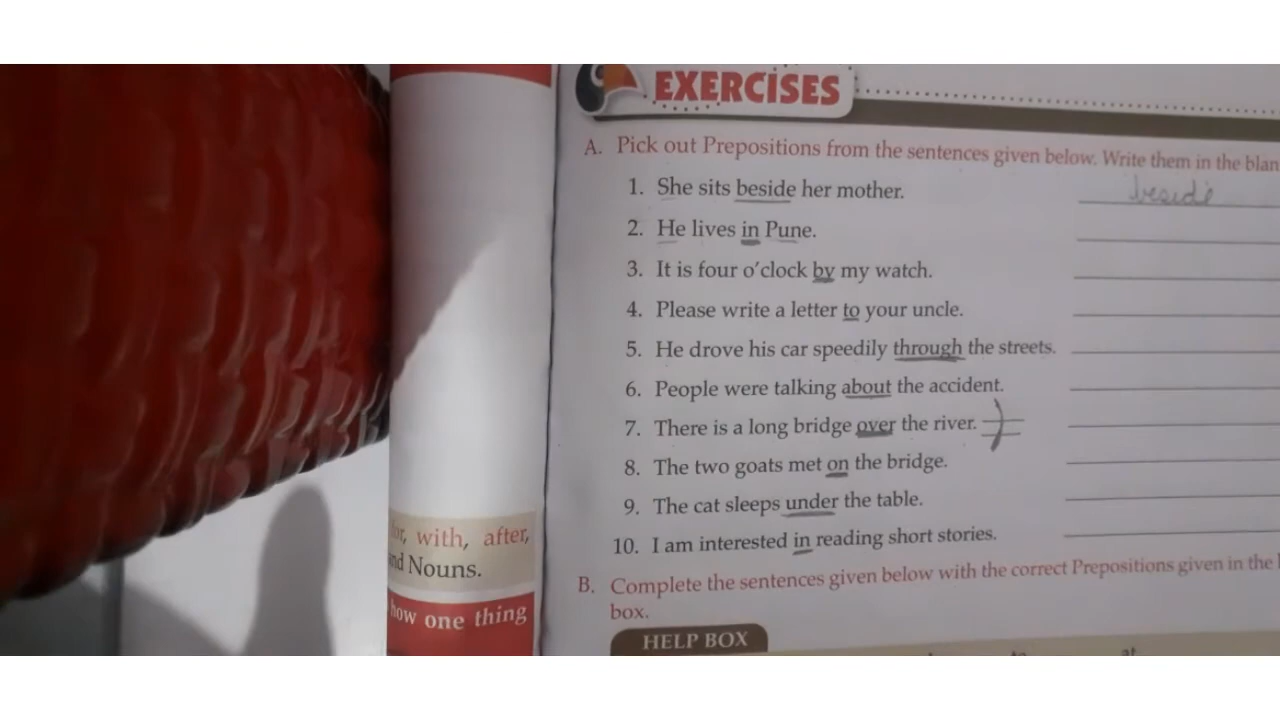 EXERCISES
A. Pick out Prepositions from the sentences given below. Write them in the
1. She sits beside her mother. beside
2. He lives in Pune.
3. It is four o'clock by my watch.
4. Please write a letter to your uncle.
5. He drove his car speedily through the streets.
6. People were talking about the accident.
7. There is a long bridge over the river.
8. The two goats met on the bridge.
9. The cat sleeps under the table.
10. I am interested in reading short stories.
B. Complete the sentences given below with the correct Prepositions given in the
box.
HELP BOX
with, after,
Nouns.
how one thing